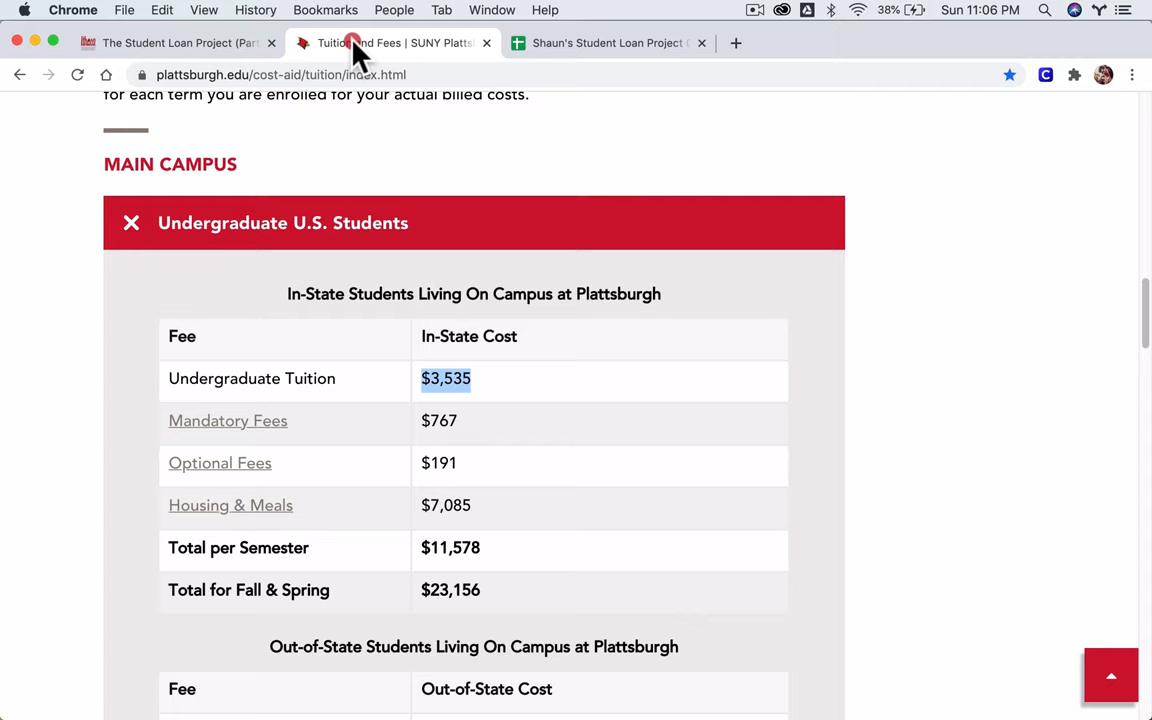 Chrome File Edit View History Bookmarks People Tab Window Help 38% Sun 11:06 PM
The Student Loan Project (Part Tuition and Fees | SUNY Platts Shaun's Student Loan Project
plattsburgh.edu/cost-aid/tuition/index.html
for each term you are enrolled for your actual billed costs.
MAIN CAMPUS
Undergraduate U.S. Students
In-State Students Living On Campus at Plattsburgh
Fee In-State Cost
Undergraduate Tuition $3,535
Mandatory Fees $767
Optional Fees $191
Housing & Meals $7,085
Total per Semester $11,578
Total for Fall & Spring $23,156
Out-of-State Students Living On Campus at Plattsburgh
Fee Out-of-State Cost